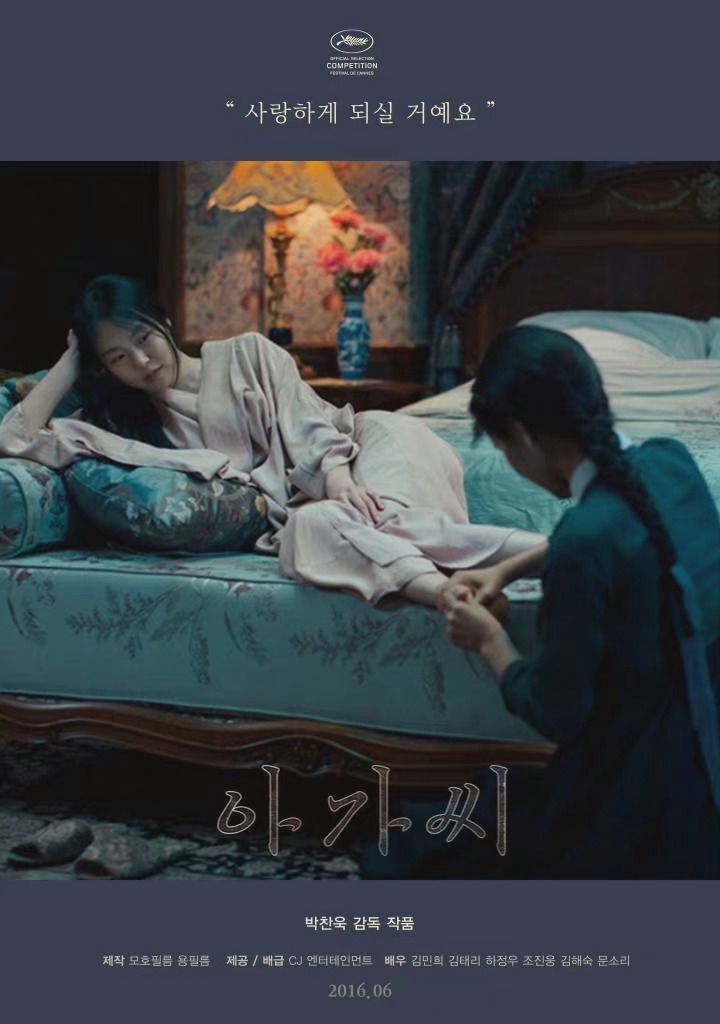 OFFICIAL SELECTION
COMPETITION
FESTIVAL DE CANNES
“ 사랑하게 되실 거예요 ”
아가씨
박찬욱 감독 작품
제작 모호필름 용필름 제공 / 배급 CJ 엔터테인먼트 배우 김민희 김태리 하정우 조진웅 김해숙 문소리
2016.06